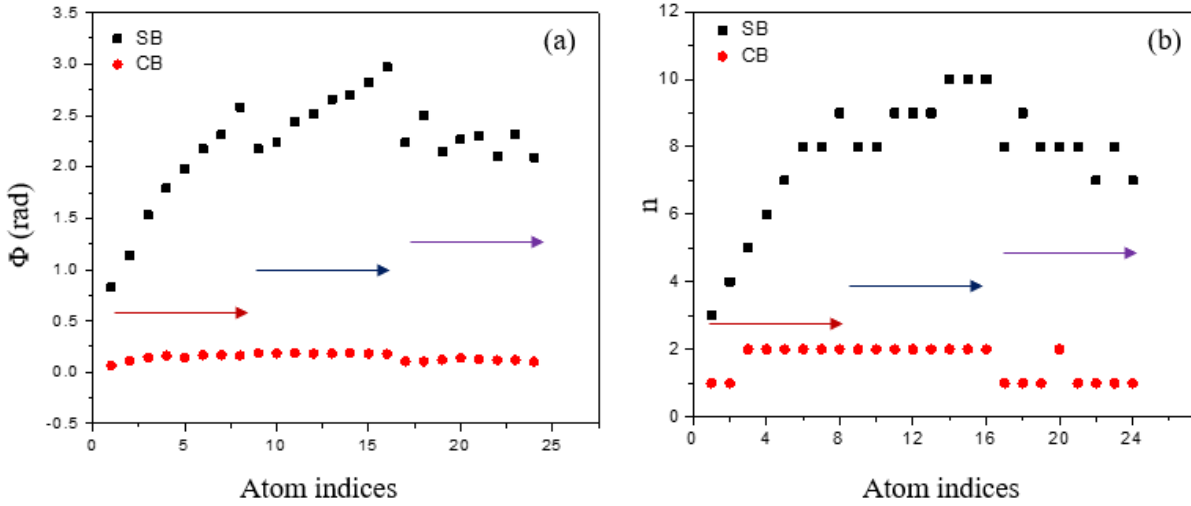 (a)
SB
CB
3.5
3.0
2.5
2.0
1.5
1.0
0.5
0.0
-0.5
Φ (rad)
0 5 10 15 20 25
Atom indices
(b)
SB
CB
12
10
8
6
4
2
0
n
0 4 8 12 16 20 24
Atom indices